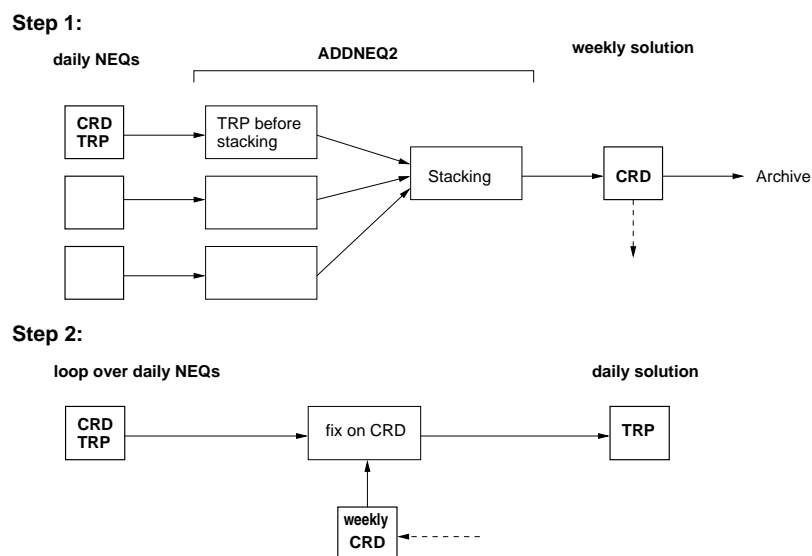 Step 1:
daily NEQs
ADDNEQ2
weekly solution
CRD
TRP
TRP before
stacking
Stacking
CRD
Archive
Step 2:
loop over daily NEQs
daily solution
CRD
TRP
fix on CRD
TRP
weekly
CRD